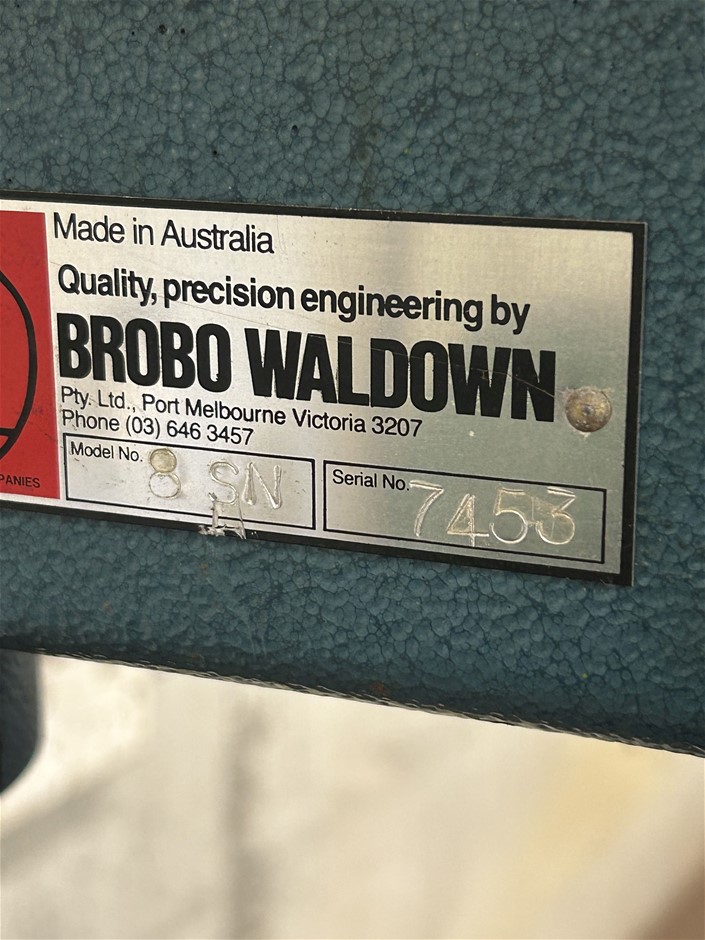 Made in Australia
Quality, precision engineering by
BROBO WALDOWN
Pty. Ltd., Port Melbourne Victoria 3207
Phone (03) 646 3457
Model No. 8 SN
Serial No. 7453